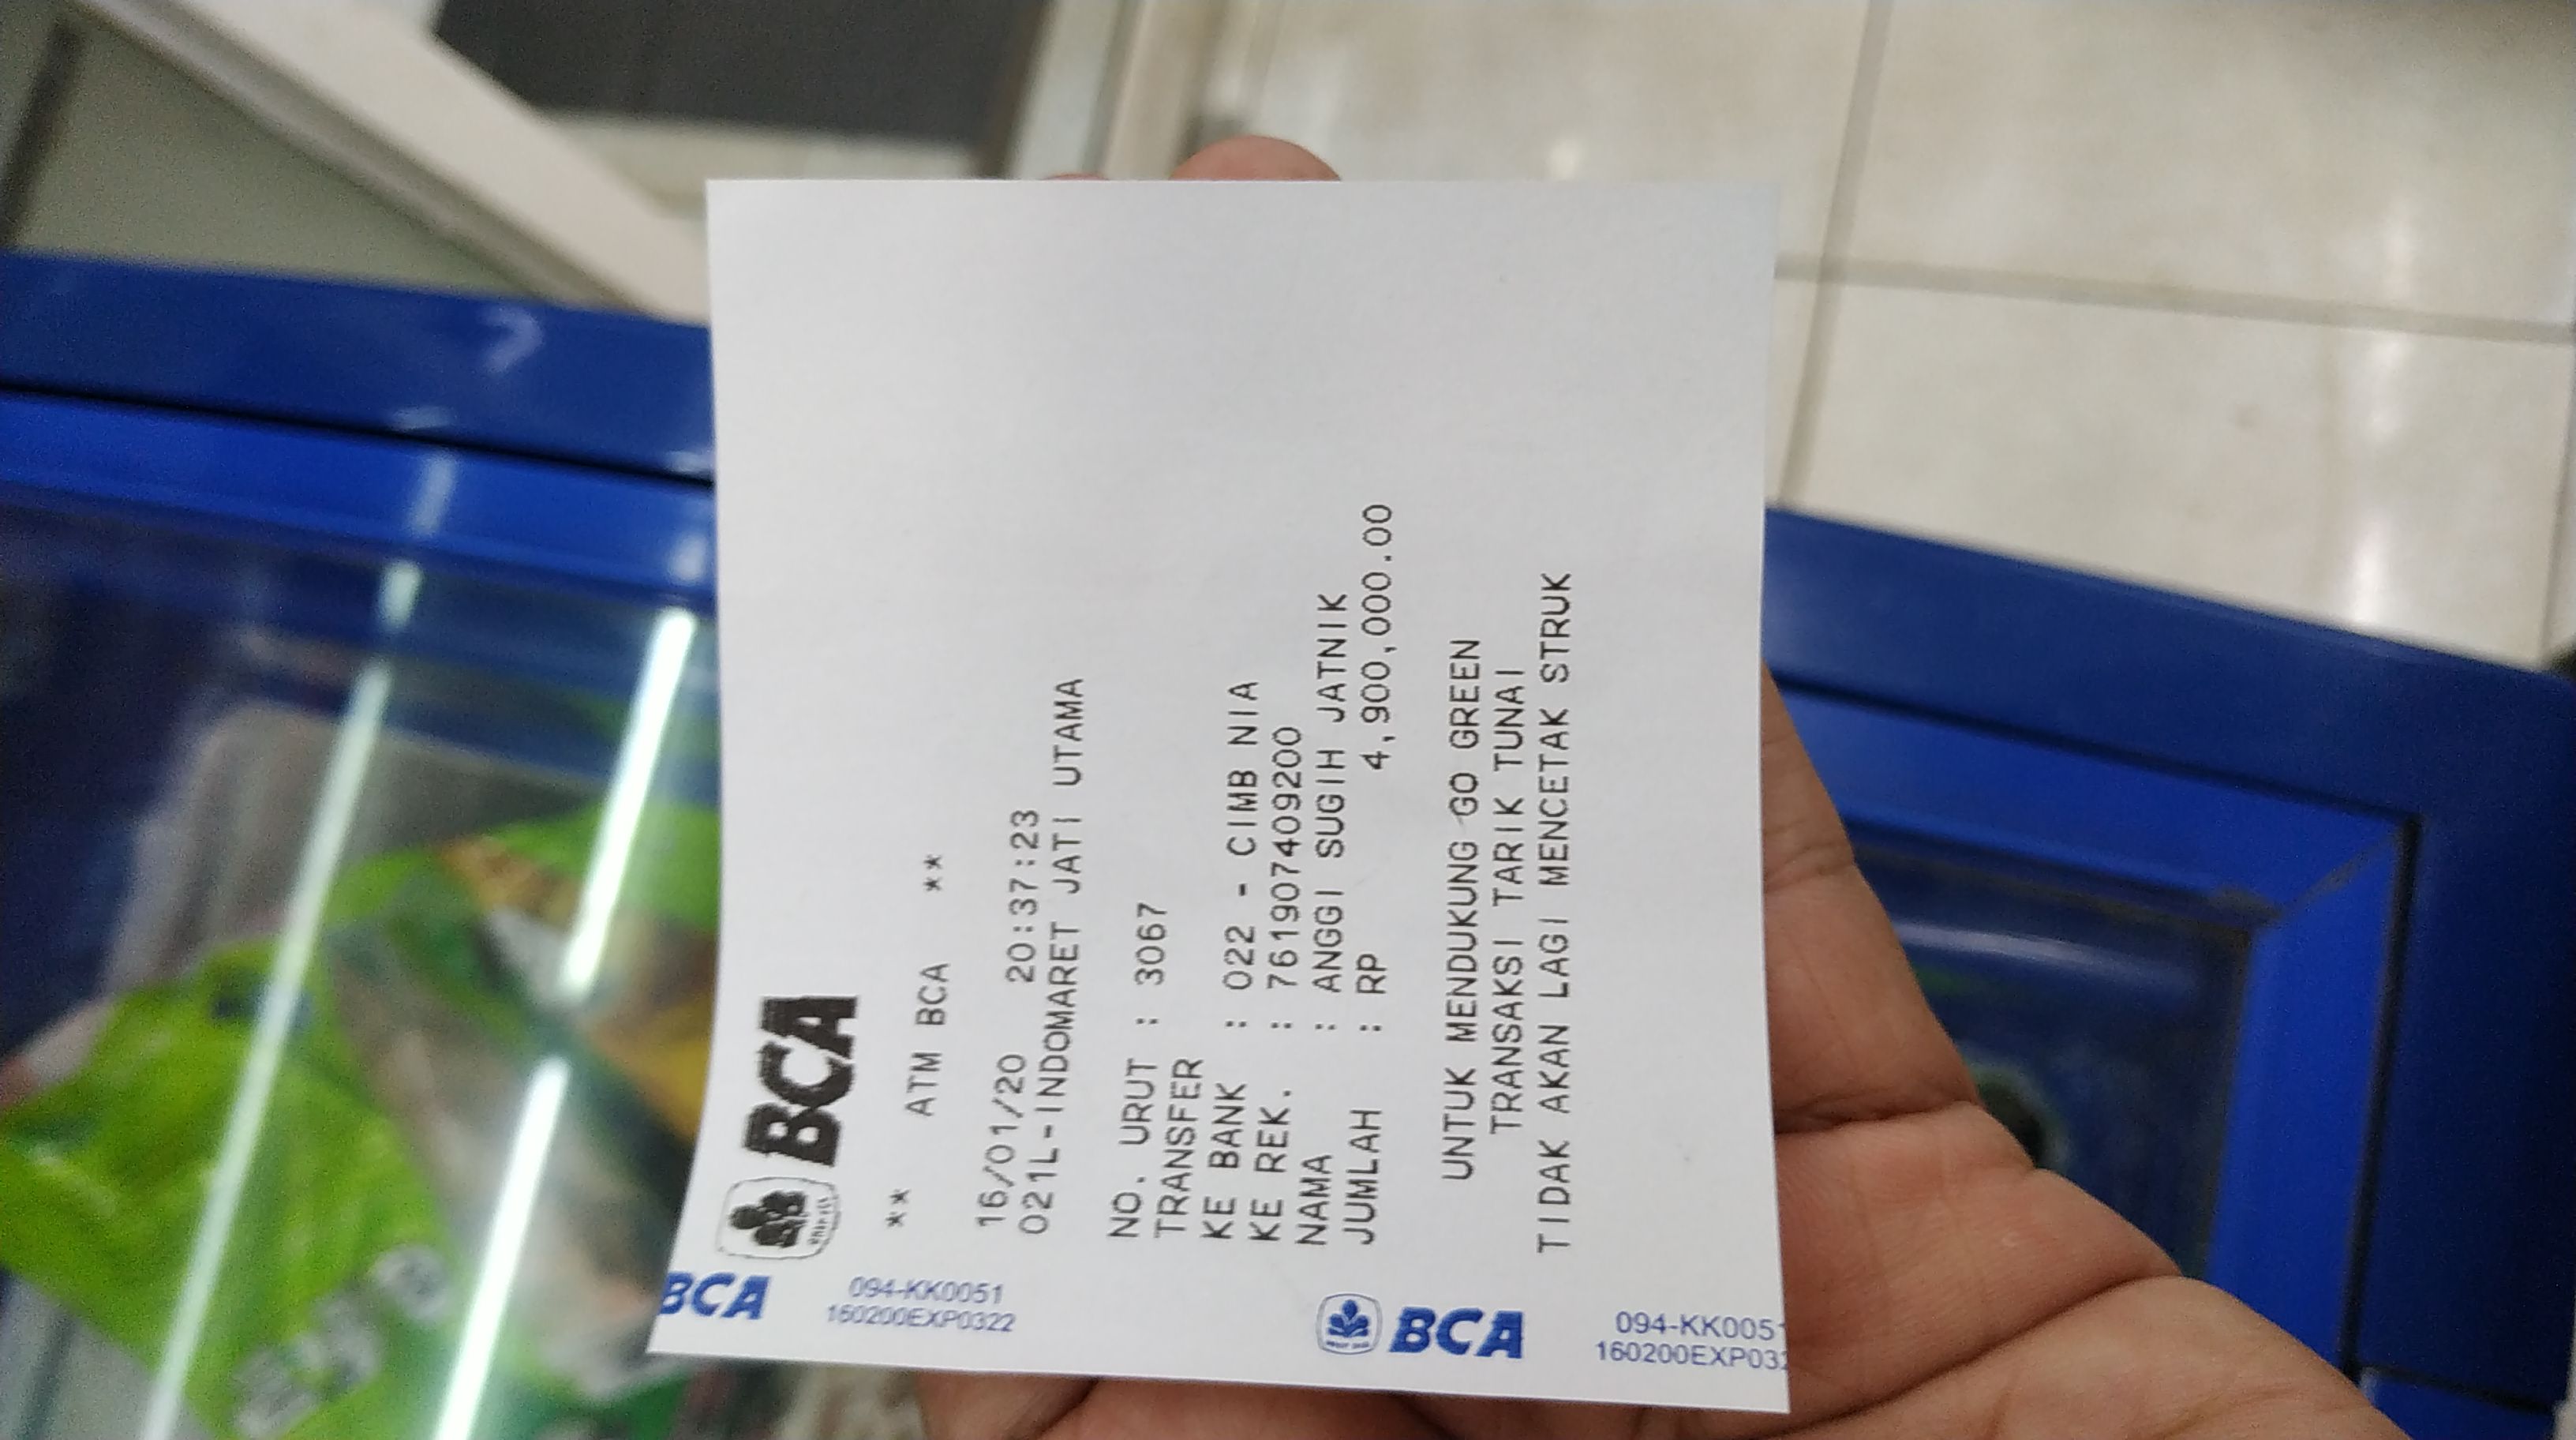 BCA
** ATM BCA **
16/01/20 20:37:23
021L-INDOMARET JATI UTAMA
NO. URUT : 3067
TRANSFER
KE BANK : 022 - CIMB NIA
KE REK. : 761907409200
NAMA : ANGGI SUGIH JATNIK
JUMLAH : RP 4,900,000.00
UNTUK MENDUKUNG GO GREEN
TRANSAKSI TARIK TUNAI
TIDAK AKAN LAGI MENCETAK STRUK
BCA
094-KK0051
160200EXP0322
BCA
094-KK005
160200EXP03